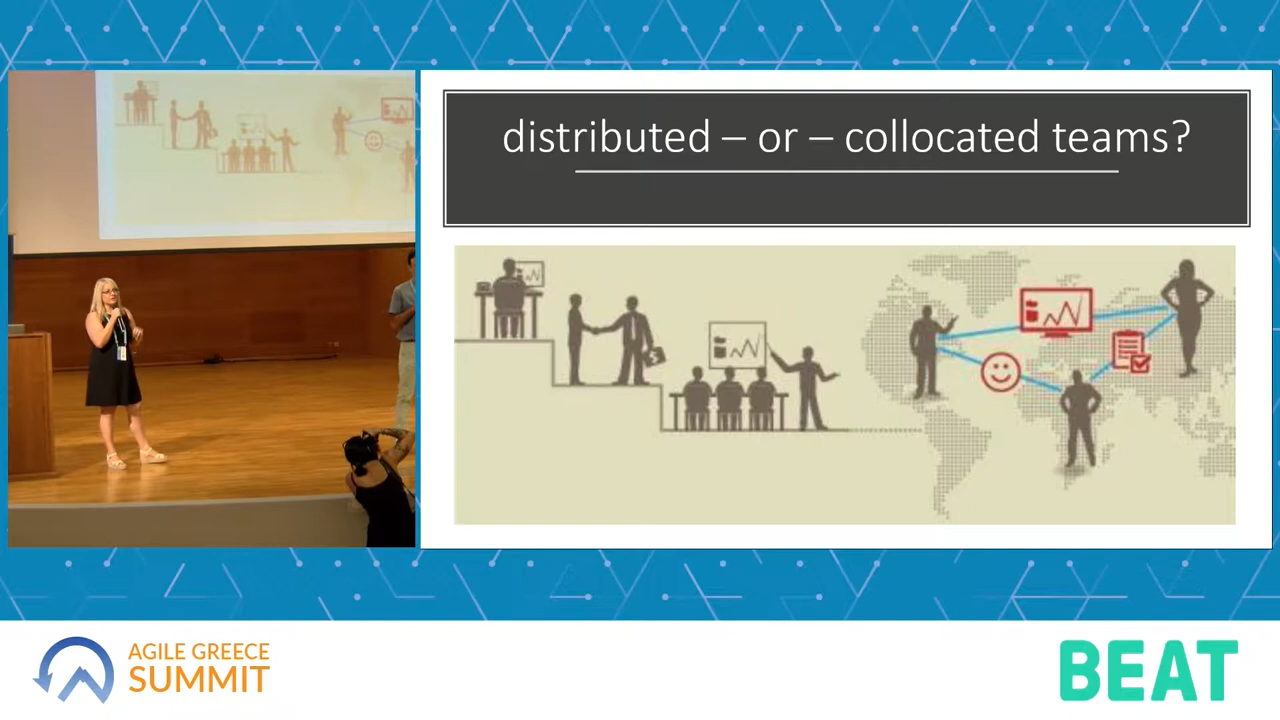 distributed – or – collocated teams?
AGILE GREECE
SUMMIT
BEAT